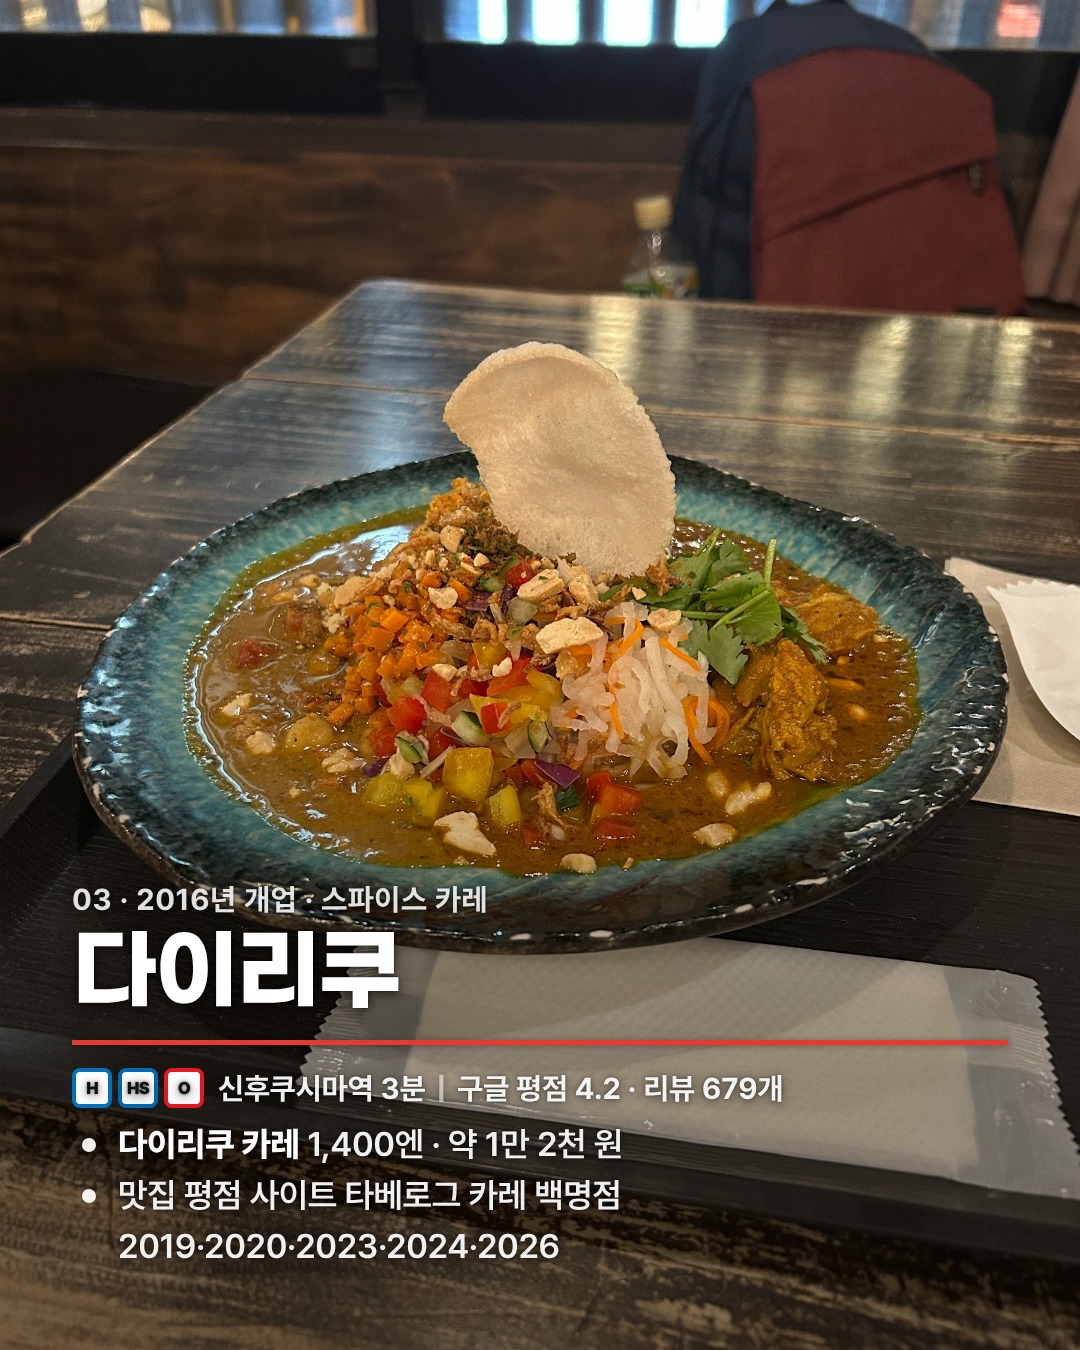 03 · 2016년 개업 · 스파이스 카레
다이리쿠
H HS O 신후쿠시마역 3분 | 구글 평점 4.2 · 리뷰 679개
• 다이리쿠 카레 1,400엔 · 약 1만 2천 원
• 맛집 평점 사이트 타베로그 카레 백명점
2019·2020·2023·2024·2026